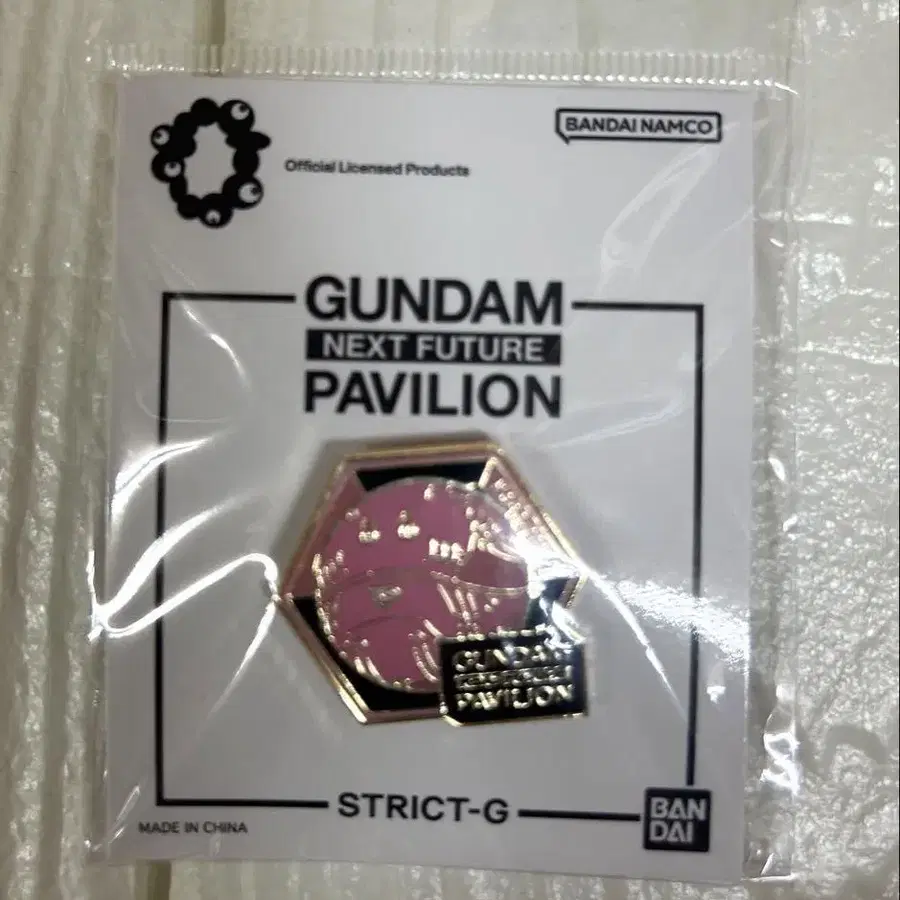 BANDAI NAMCO
Official Licensed Products
GUNDAM
NEXT FUTURE
PAVILION
GUNDAM
PAVILION
STRICT-G
BAN
DAI
MADE IN CHINA